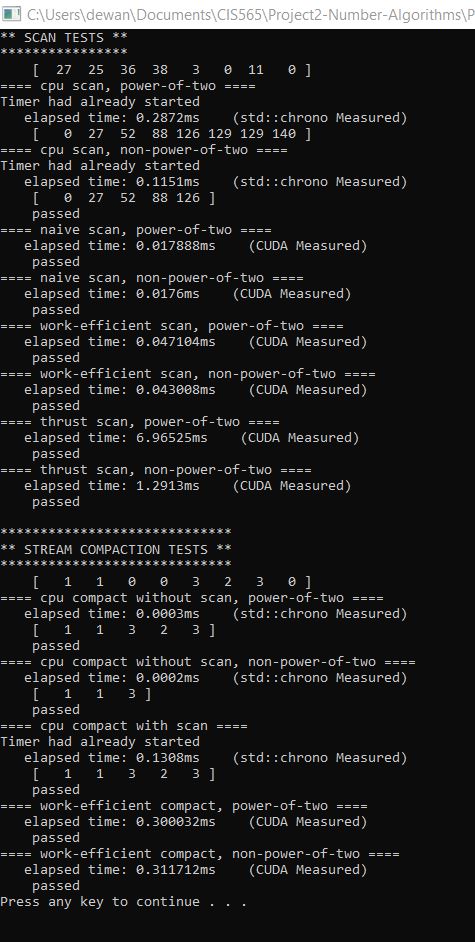 C:\Users\dewan\Documents\CIS565\Project2-Number-Algorithms\P
** SCAN TESTS **
****************
    [  27  25  36  38   3   0  11   0 ]
==== cpu scan, power-of-two ====
Timer had already started
   elapsed time: 0.2872ms    (std::chrono Measured)
    [   0  27  52  88 126 129 129 140 ]
==== cpu scan, non-power-of-two ====
Timer had already started
   elapsed time: 0.1151ms    (std::chrono Measured)
    [   0  27  52  88 126 ]
    passed
==== naive scan, power-of-two ====
   elapsed time: 0.017888ms    (CUDA Measured)
    passed
==== naive scan, non-power-of-two ====
   elapsed time: 0.0176ms    (CUDA Measured)
    passed
==== work-efficient scan, power-of-two ====
   elapsed time: 0.047104ms    (CUDA Measured)
    passed
==== work-efficient scan, non-power-of-two ====
   elapsed time: 0.043008ms    (CUDA Measured)
    passed
==== thrust scan, power-of-two ====
   elapsed time: 6.96525ms    (CUDA Measured)
    passed
==== thrust scan, non-power-of-two ====
   elapsed time: 1.2913ms    (CUDA Measured)
    passed

*****************************
** STREAM COMPACTION TESTS **
*****************************
    [   1   1   0   0   3   2   3   0 ]
==== cpu compact without scan, power-of-two ====
   elapsed time: 0.0003ms    (std::chrono Measured)
    [   1   1   3   2   3 ]
    passed
==== cpu compact without scan, non-power-of-two ====
   elapsed time: 0.0002ms    (std::chrono Measured)
    [   1   1   3 ]
    passed
==== cpu compact with scan ====
Timer had already started
   elapsed time: 0.1308ms    (std::chrono Measured)
    [   1   1   3   2   3 ]
    passed
==== work-efficient compact, power-of-two ====
   elapsed time: 0.300032ms    (CUDA Measured)
    passed
==== work-efficient compact, non-power-of-two ====
   elapsed time: 0.311712ms    (CUDA Measured)
    passed
Press any key to continue . . .